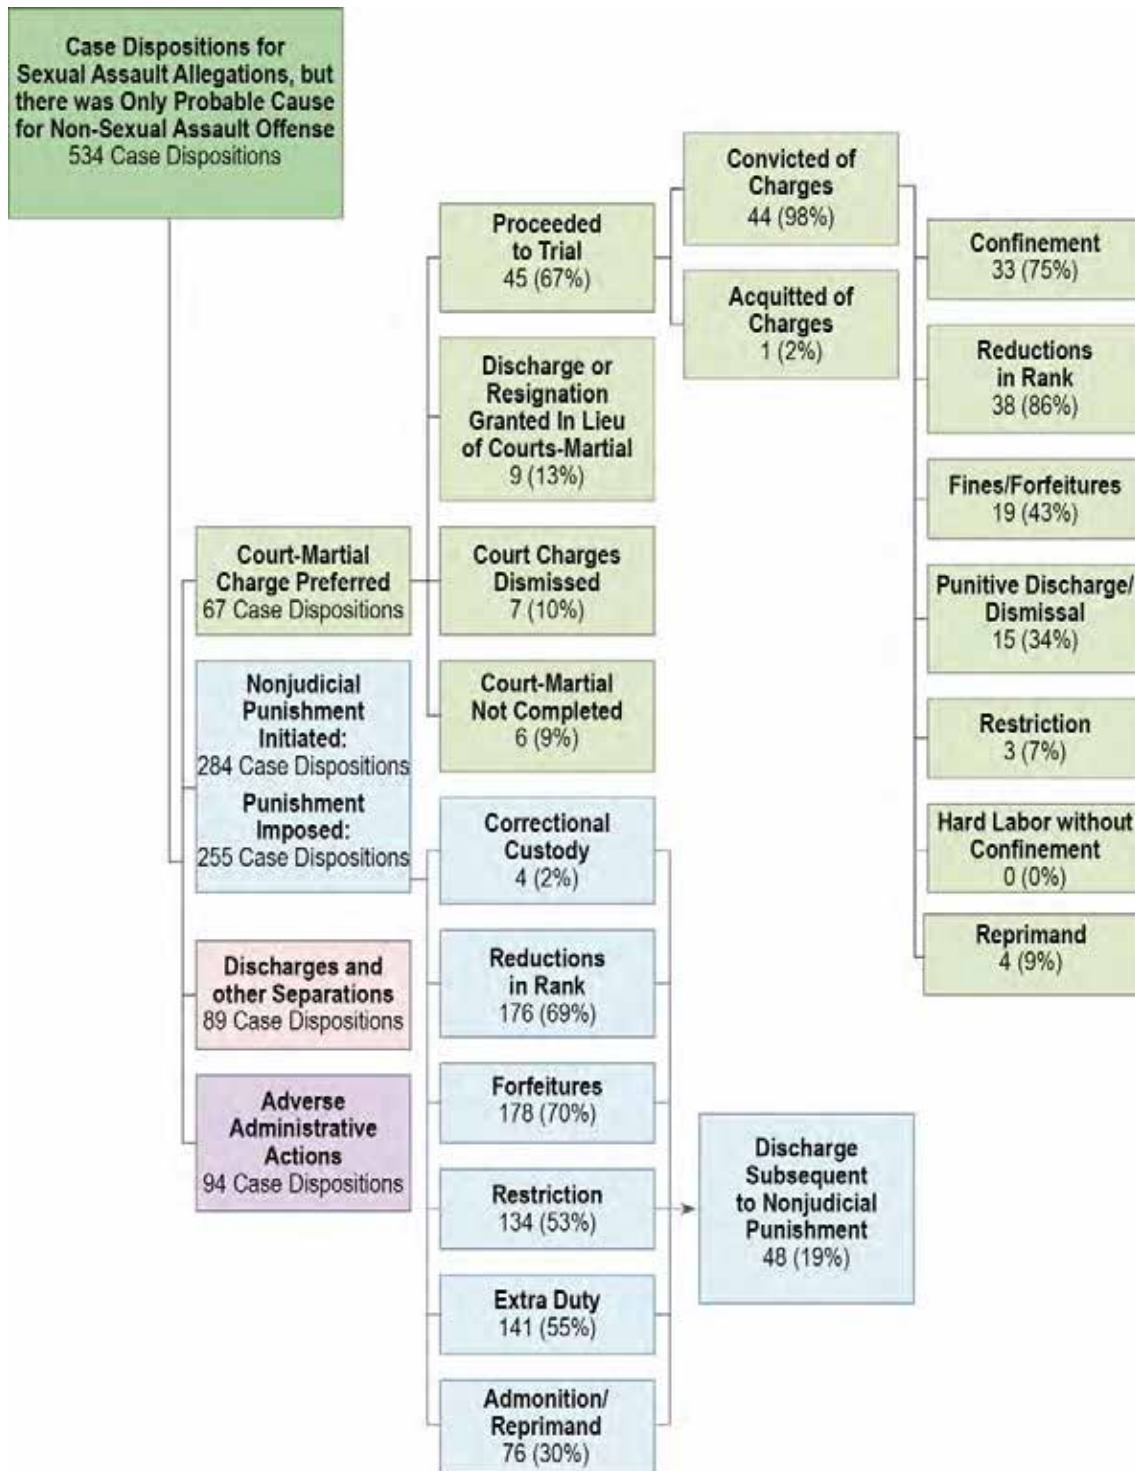 Case Dispositions for
Sexual Assault Allegations, but
there was Only Probable Cause
for Non-Sexual Assault Offense
534 Case Dispositions
Court-Martial
Charge Preferred
67 Case Dispositions
Nonjudicial
Punishment
Initiated:
284 Case Dispositions
Punishment
Imposed:
255 Case Dispositions
Discharges and
other Separations
89 Case Dispositions
Adverse
Administrative
Actions
94 Case Dispositions
Proceeded
to Trial
45 (67%)
Discharge or
Resignation
Granted In Lieu
of Courts-Martial
9 (13%)
Court Charges
Dismissed
7 (10%)
Court-Martial
Not Completed
6 (9%)
Correctional
Custody
4 (2%)
Reductions
in Rank
176 (69%)
Forfeitures
178 (70%)
Restriction
134 (53%)
Extra Duty
141 (55%)
Admonition/
Reprimand
76 (30%)
Convicted of
Charges
44 (98%)
Acquitted of
Charges
1 (2%)
Discharge
Subsequent
to Nonjudicial
Punishment
48 (19%)
Confinement
33 (75%)
Reductions
in Rank
38 (86%)
Fines/Forfeitures
19 (43%)
Punitive Discharge/
Dismissal
15 (34%)
Restriction
3 (7%)
Hard Labor without
Confinement
0 (0%)
Reprimand
4 (9%)